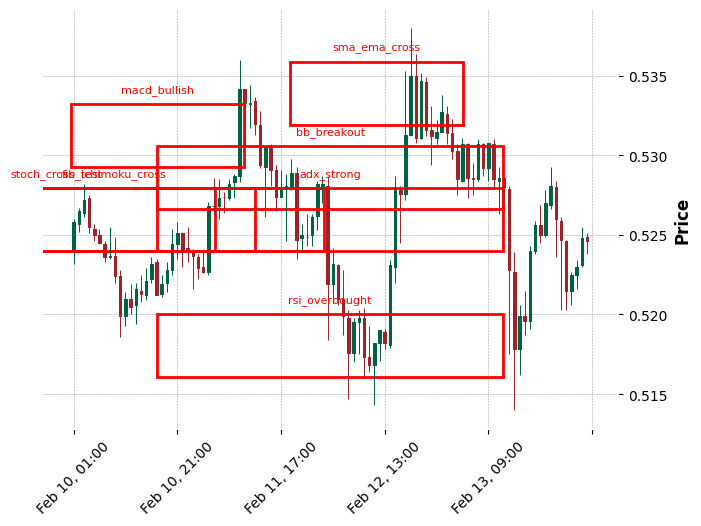 sma_ema_cross
macd_bullish
bb_breakout
stoch_cross
ichimoku_cross
adx_strong
rsi_overbought
0.535
0.530
0.525
0.520
0.515
Price
Feb 10, 01:00
Feb 10, 21:00
Feb 11, 17:00
Feb 12, 13:00
Feb 13, 09:00